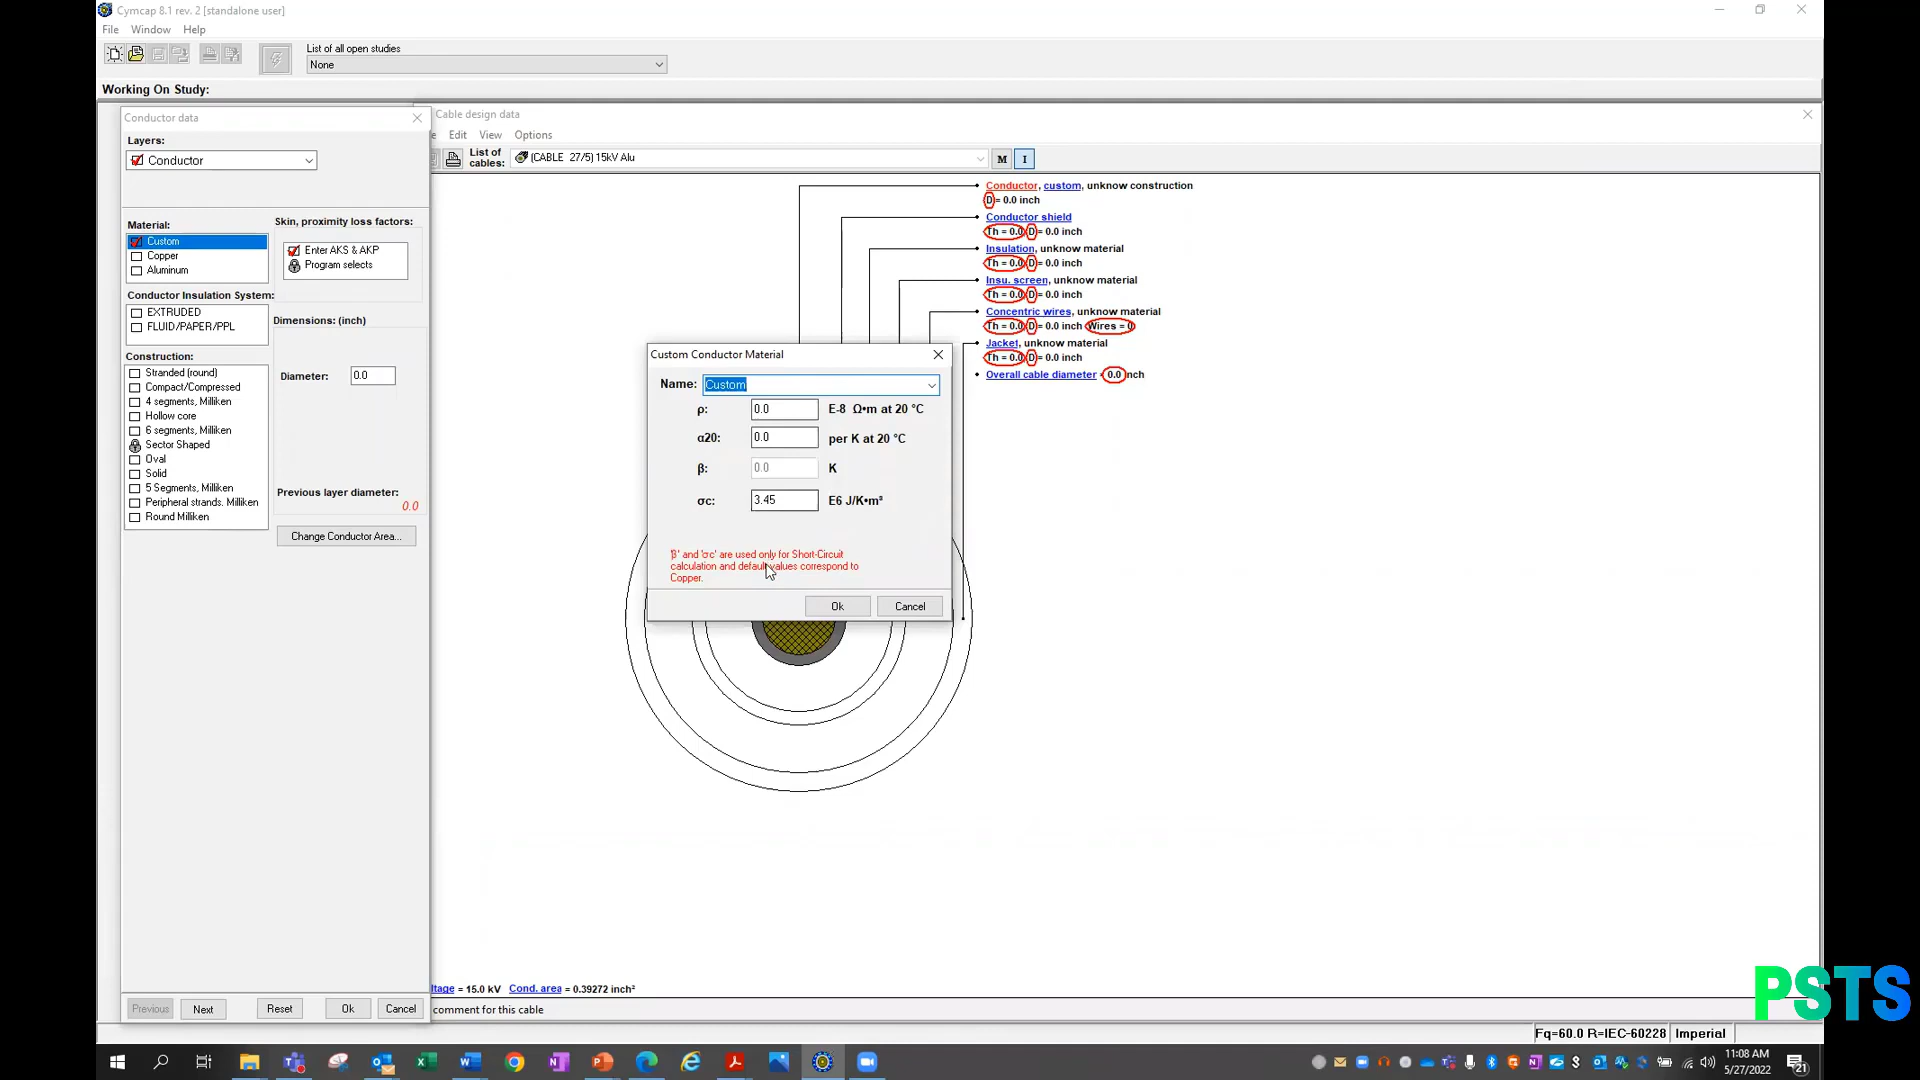 Cymcap 8.1 rev. 2 [standalone user]
File Window Help
List of all open studies
None
Working On Study:
Conductor data
Layers:
Conductor
Material:
Custom
Copper
Aluminum
Skin, proximity loss factors:
Enter AKS & AKP
Program selects
Conductor Insulation System:
EXTRUDED
FLUID/PAPER/PPL
Dimensions: (inch)
Construction:
Stranded (round)
Compact/Compressed
4 segments, Milliken
Hollow core
6 segments, Milliken
Sector Shaped
Oval
Solid
5 Segments, Milliken
Peripheral strands. Milliken
Round Milliken
Diameter: 0.0
Previous layer diameter:
0.0
Change Conductor Area...
Previous Next Reset Ok Cancel
Cable design data
e Edit View Options
List of
cables: (CABLE 27/5) 15kV Alu
M I
Conductor, custom, unknow construction
D = 0.0 inch
Conductor shield
Th = 0.0 D = 0.0 inch
Insulation, unknow material
Th = 0.0 D = 0.0 inch
Insu. screen, unknow material
Th = 0.0 D = 0.0 inch
Concentric wires, unknow material
Th = 0.0 D = 0.0 inch Wires = 0
Jacket, unknow material
Th = 0.0 D = 0.0 inch
Overall cable diameter 0.0 inch
Custom Conductor Material
Name: Custom
ρ: 0.0 E-8 Ω•m at 20 °C
α20: 0.0 per K at 20 °C
β: 0.0 K
σc: 3.45 E6 J/K•m³
'β' and 'σc' are used only for Short-Circuit
calculation and default values correspond to
Copper.
Ok Cancel
ltage = 15.0 kV Cond. area = 0.39272 inch²
comment for this cable
PSTS
Fq=60.0 R=IEC-60228 Imperial
11:08 AM
5/27/2022
21